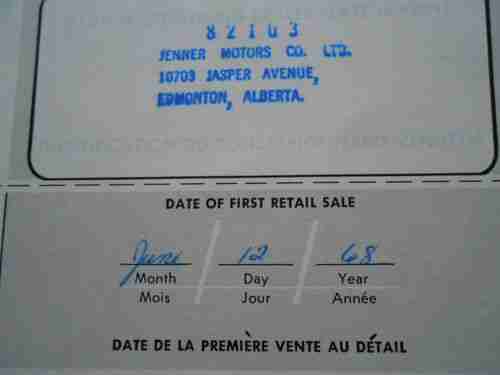 82103
JENNER MOTORS CO. LTD.
10703 JASPER AVENUE,
EDMONTON, ALBERTA.
DATE OF FIRST RETAIL SALE
June 12 68
Month Day Year
Mois Jour Année
DATE DE LA PREMIÈRE VENTE AU DÉTAIL